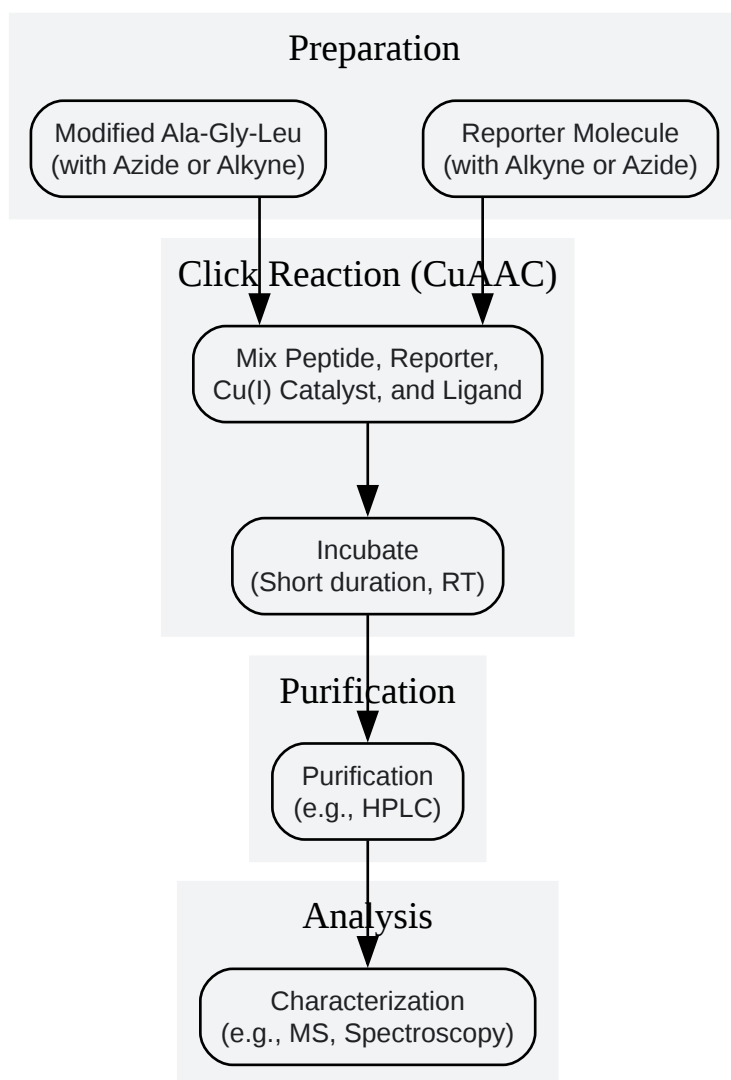 Preparation
Modified Ala-Gly-Leu
(with Azide or Alkyne)
Reporter Molecule
(with Alkyne or Azide)
Click Reaction (CuAAC)
Mix Peptide, Reporter,
Cu(I) Catalyst, and Ligand
Incubate
(Short duration, RT)
Purification
Purification
(e.g., HPLC)
Analysis
Characterization
(e.g., MS, Spectroscopy)